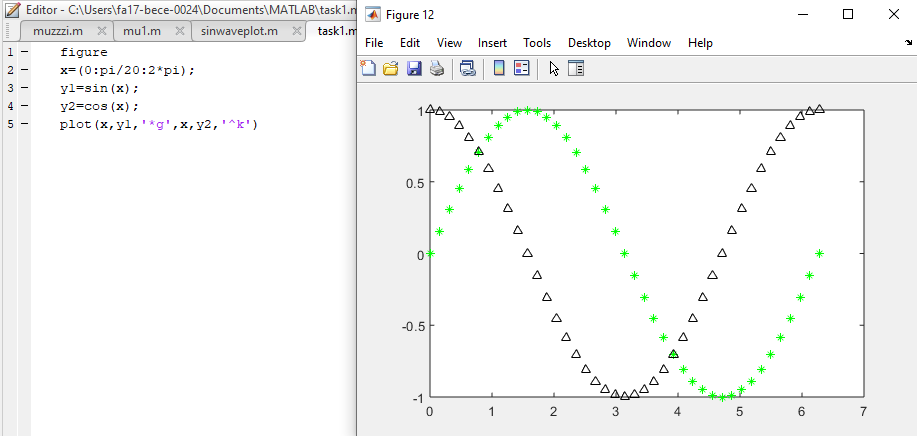 Editor - C:\Users\fa17-bece-0024\Documents\MATLAB\task1.m
muzzzi.m mu1.m sinwaveplot.m task1.m
1 figure
2 x=(0:pi/20:2*pi);
3 y1=sin(x);
4 y2=cos(x);
5 plot(x,y1,'*g',x,y2,'^k')
Figure 12
File Edit View Insert Tools Desktop Window Help
1
0.5
0
-0.5
-1
0 1 2 3 4 5 6 7